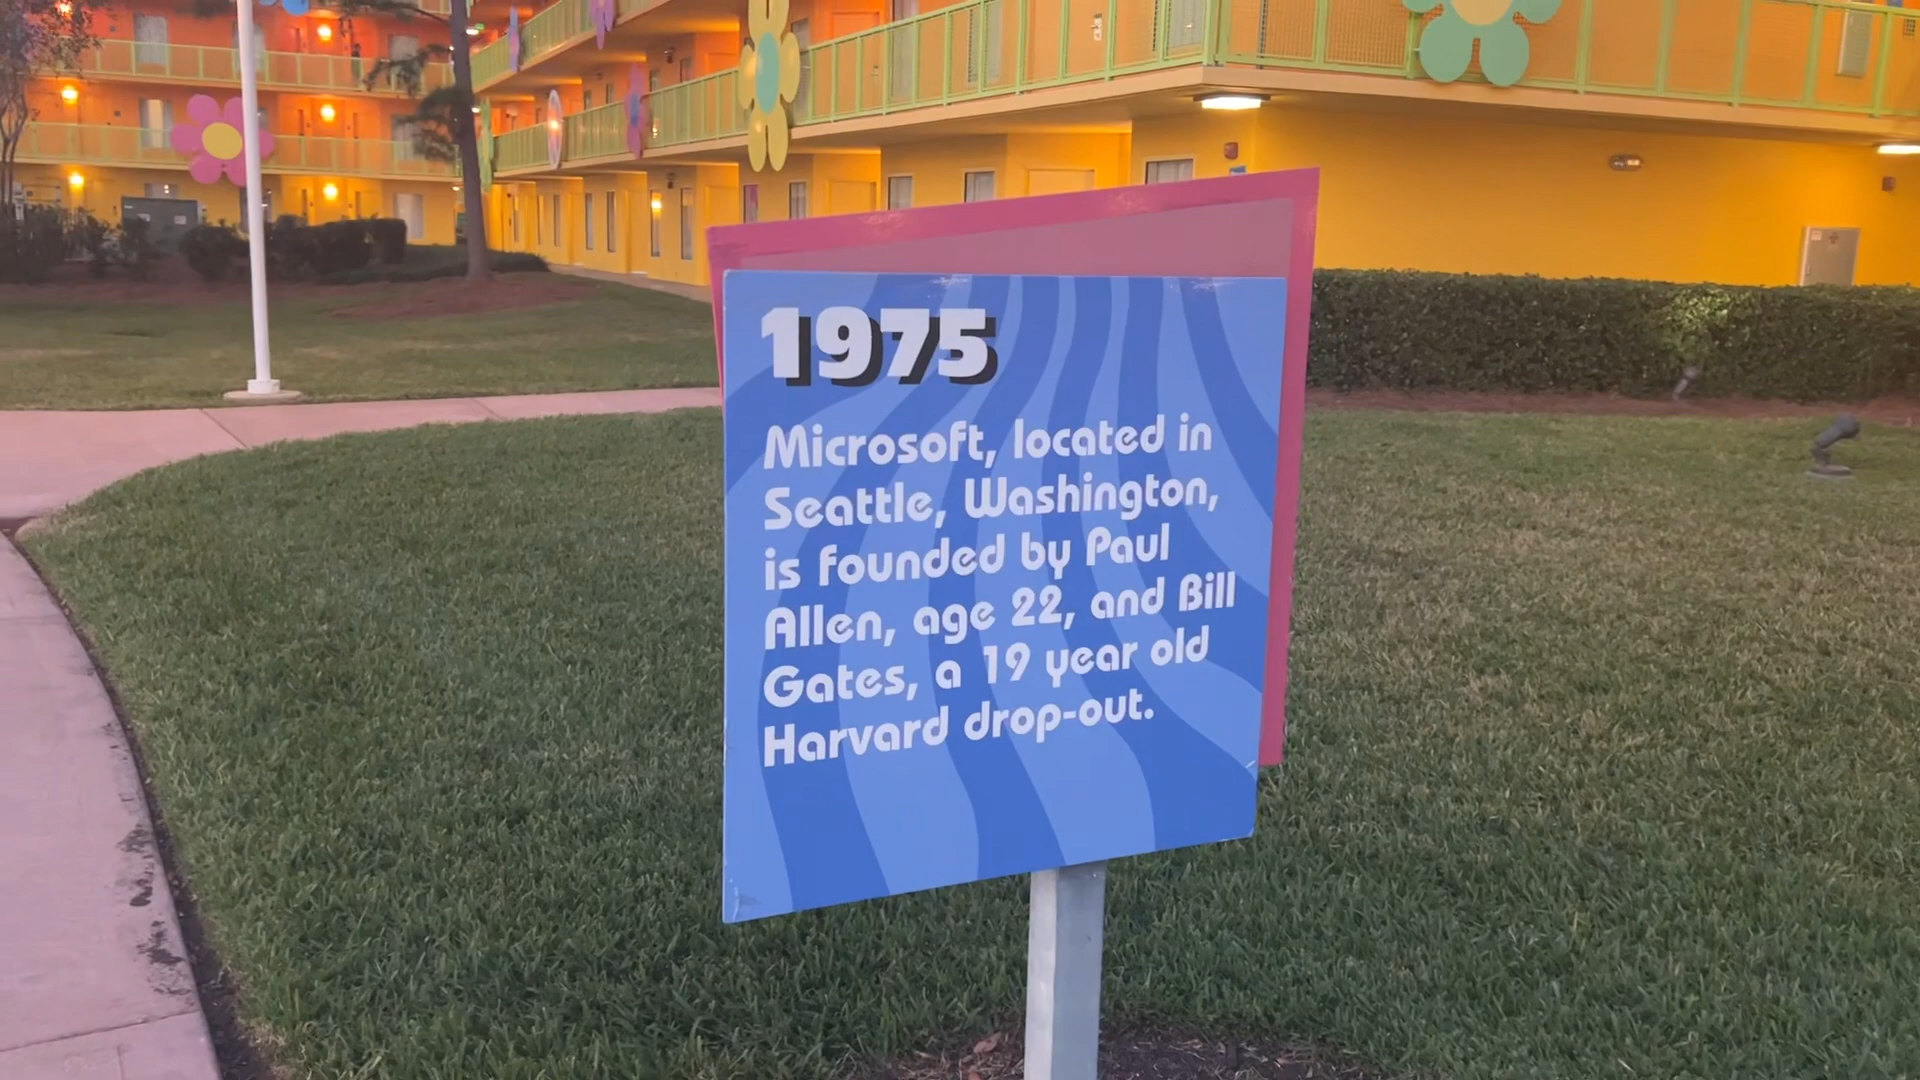 1975
Microsoft, located in
Seattle, Washington,
is founded by Paul
Allen, age 22, and Bill
Gates, a 19 year old
Harvard drop-out.